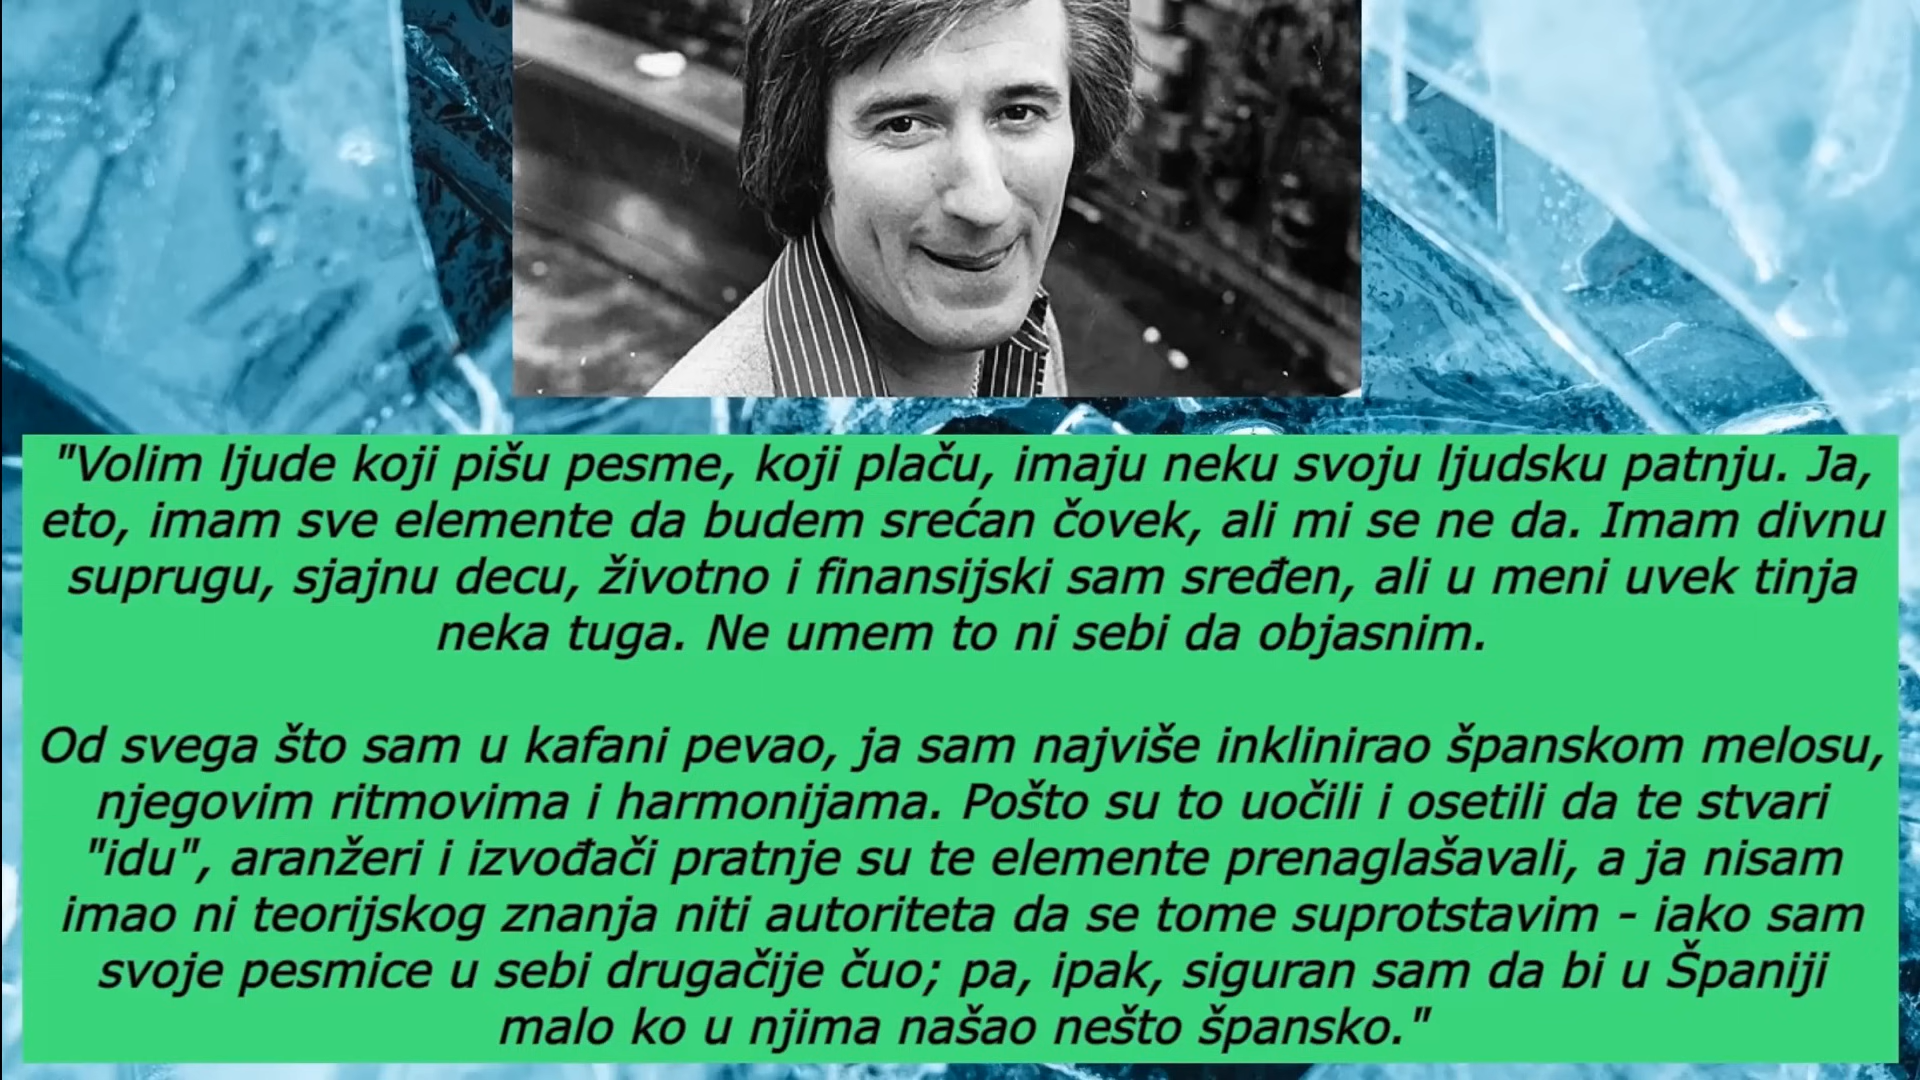 "Volim ljude koji pišu pesme, koji plaču, imaju neku svoju ljudsku patnju. Ja,
eto, imam sve elemente da budem srećan čovek, ali mi se ne da. Imam divnu
suprugu, sjajnu decu, životno i finansijski sam sređen, ali u meni uvek tinja
neka tuga. Ne umem to ni sebi da objasnim.
Od svega što sam u kafani pevao, ja sam najviše inklinirao španskom melosu,
njegovim ritmovima i harmonijama. Pošto su to uočili i osetili da te stvari
"idu", aranžeri i izvođači pratnje su te elemente prenaglašavali, a ja nisam
imao ni teorijskog znanja niti autoriteta da se tome suprotstavim - iako sam
svoje pesmice u sebi drugačije čuo; pa, ipak, siguran sam da bi u Španiji
malo ko u njima našao nešto špansko."